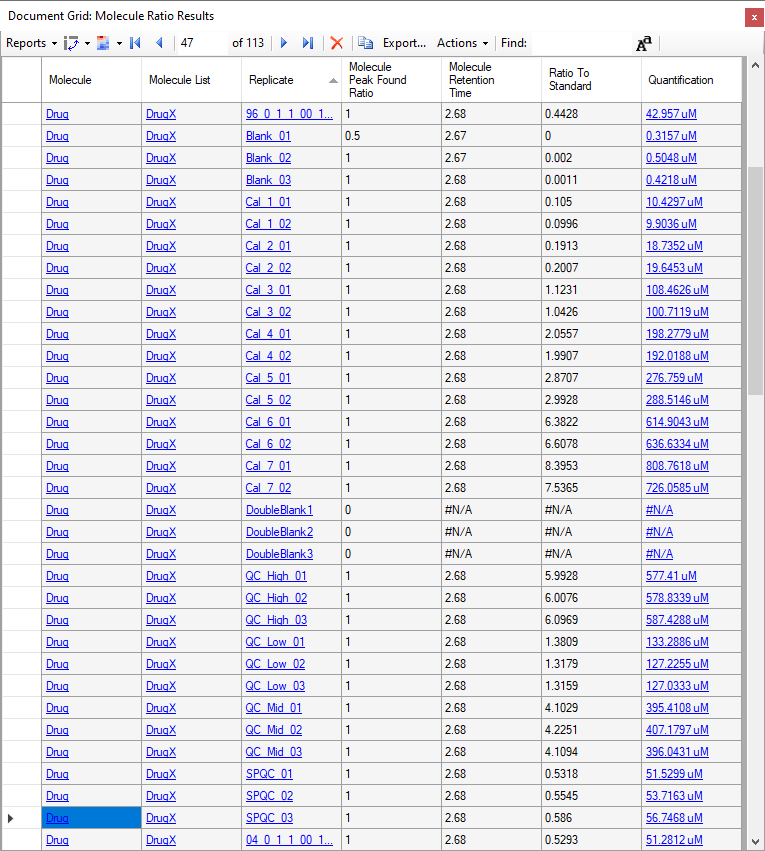 Document Grid: Molecule Ratio Results
x
Reports 47 of 113 Export... Actions Find: Aa
Molecule Molecule List Replicate Molecule Peak Found Ratio Molecule Retention Time Ratio To Standard Quantification
Drug DrugX 96_0_1_1_00_1... 1 2.68 0.4428 42.957 uM
Drug DrugX Blank_01 0.5 2.67 0 0.3157 uM
Drug DrugX Blank_02 1 2.67 0.002 0.5048 uM
Drug DrugX Blank_03 1 2.68 0.0011 0.4218 uM
Drug DrugX Cal_1_01 1 2.68 0.105 10.4297 uM
Drug DrugX Cal_1_02 1 2.68 0.0996 9.9036 uM
Drug DrugX Cal_2_01 1 2.68 0.1913 18.7352 uM
Drug DrugX Cal_2_02 1 2.68 0.2007 19.6453 uM
Drug DrugX Cal_3_01 1 2.68 1.1231 108.4626 uM
Drug DrugX Cal_3_02 1 2.68 1.0426 100.7119 uM
Drug DrugX Cal_4_01 1 2.68 2.0557 198.2779 uM
Drug DrugX Cal_4_02 1 2.68 1.9907 192.0188 uM
Drug DrugX Cal_5_01 1 2.68 2.8707 276.759 uM
Drug DrugX Cal_5_02 1 2.68 2.9928 288.5146 uM
Drug DrugX Cal_6_01 1 2.68 6.3822 614.9043 uM
Drug DrugX Cal_6_02 1 2.68 6.6078 636.6334 uM
Drug DrugX Cal_7_01 1 2.68 8.3953 808.7618 uM
Drug DrugX Cal_7_02 1 2.68 7.5365 726.0585 uM
Drug DrugX DoubleBlank1 0 #N/A #N/A #N/A
Drug DrugX DoubleBlank2 0 #N/A #N/A #N/A
Drug DrugX DoubleBlank3 0 #N/A #N/A #N/A
Drug DrugX QC_High_01 1 2.68 5.9928 577.41 uM
Drug DrugX QC_High_02 1 2.68 6.0076 578.8339 uM
Drug DrugX QC_High_03 1 2.68 6.0969 587.4288 uM
Drug DrugX QC_Low_01 1 2.68 1.3809 133.2886 uM
Drug DrugX QC_Low_02 1 2.68 1.3179 127.2255 uM
Drug DrugX QC_Low_03 1 2.68 1.3159 127.0333 uM
Drug DrugX QC_Mid_01 1 2.68 4.1029 395.4108 uM
Drug DrugX QC_Mid_02 1 2.68 4.2251 407.1797 uM
Drug DrugX QC_Mid_03 1 2.68 4.1094 396.0431 uM
Drug DrugX SPQC_01 1 2.68 0.5318 51.5299 uM
Drug DrugX SPQC_02 1 2.68 0.5545 53.7163 uM
Drug DrugX SPQC_03 1 2.68 0.586 56.7468 uM
Drug DrugX 04_0_1_1_00_1... 1 2.68 0.5293 51.2812 uM